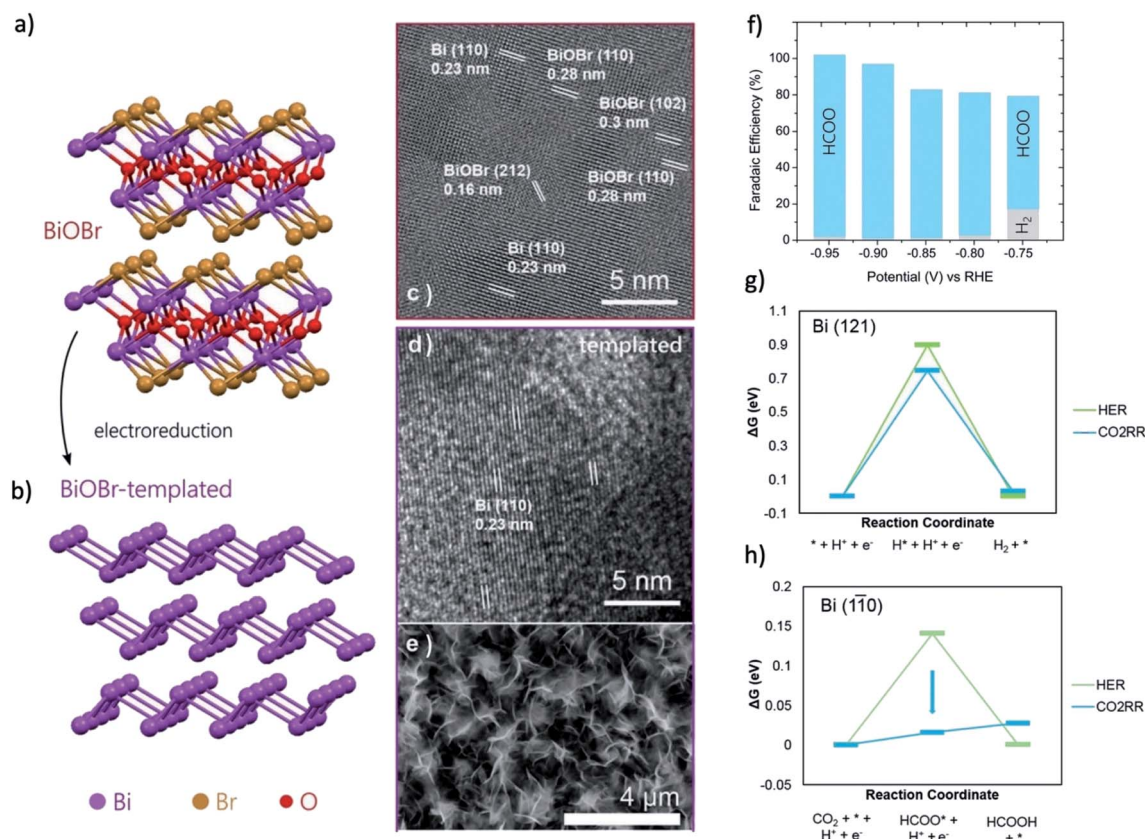 a)
BiOBr
electroreduction
b)
BiOBr-templated
Bi
Br
O
Bi (110)
0.23 nm
BiOBr (110)
0.28 nm
BiOBr (102)
0.3 nm
BiOBr (212)
0.16 nm
BiOBr (110)
0.28 nm
Bi (110)
0.23 nm
c )
5 nm
d )
templated
Bi (110)
0.23 nm
5 nm
e )
4 µm
f)
Faradaic Efficiency (%)
100
80
60
40
20
0
HCOO
HCOO
H₂
-0.95
-0.90
-0.85
-0.80
-0.75
Potential (V) vs RHE
g)
Bi (121)
ΔG (eV)
1.1
0.9
0.7
0.5
0.3
0.1
-0.1
HER
CO2RR
Reaction Coordinate
* + H⁺ + e⁻
H* + H⁺ + e⁻
H₂ + *
h)
Bi (11̅0)
ΔG (eV)
0.2
0.15
0.1
0.05
0
-0.05
HER
CO2RR
Reaction Coordinate
CO₂ + * +
H⁺ + e⁻
HCOO* +
H⁺ + e⁻
HCOOH
+ *